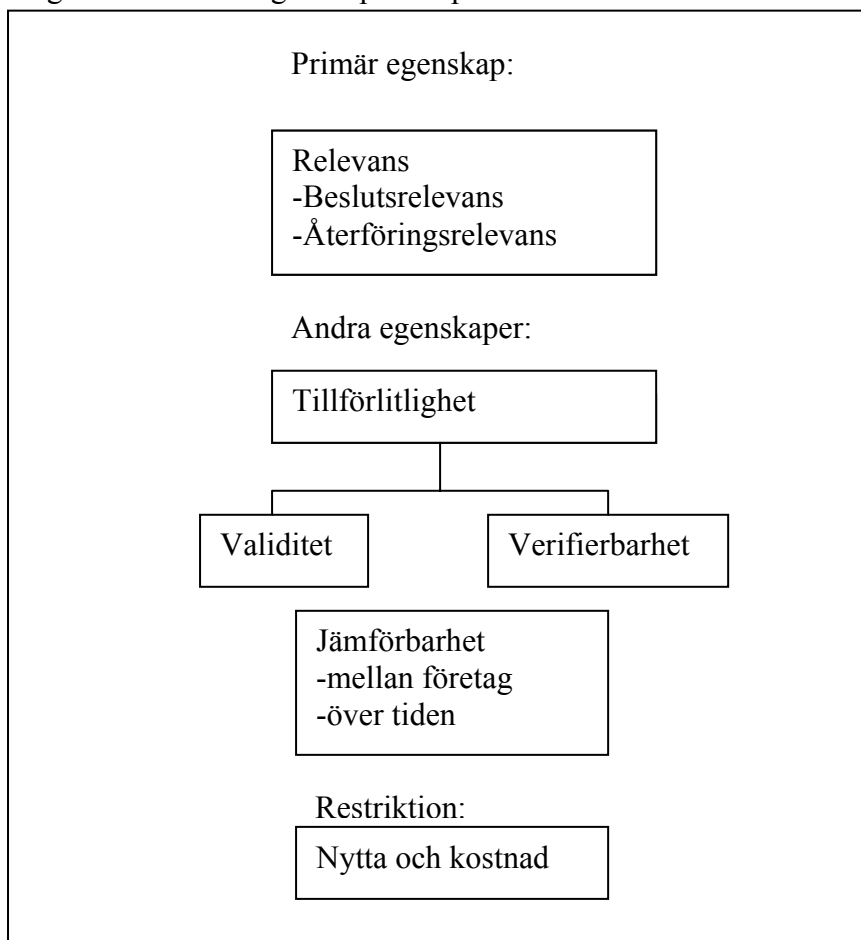 Primär egenskap:
Relevans
-Beslutsrelevans
-Återföringsrelevans
Andra egenskaper:
Tillförlitlighet
Validitet
Verifierbarhet
Jämförbarhet
-mellan företag
-över tiden
Restriktion:
Nytta och kostnad